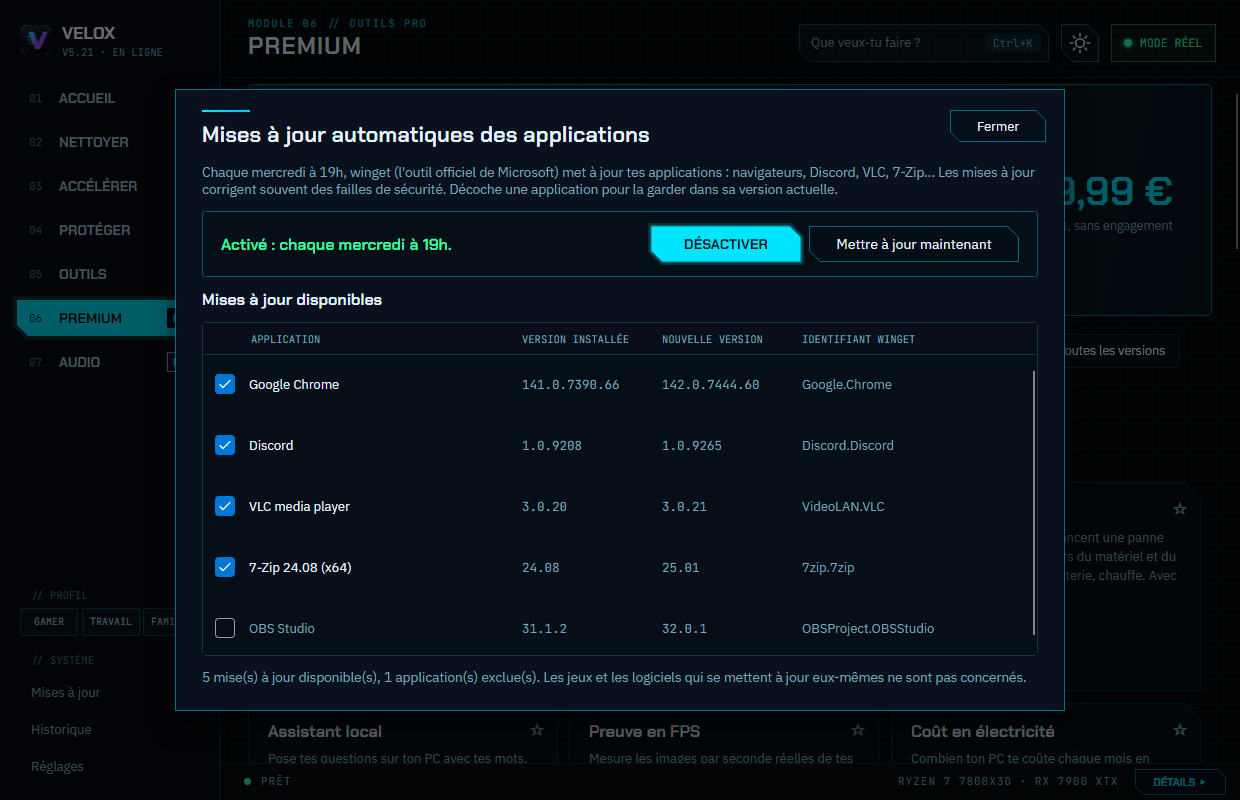 VELOX
V5.21 · EN LIGNE
MODULE 06 // OUTILS PRO
PREMIUM
Que veux-tu faire ?
Ctrl+K
MODE RÉEL
01 ACCUEIL
02 NETTOYER
03 ACCÉLÉRER
04 PROTÉGER
05 OUTILS
06 PREMIUM
07 AUDIO
// PROFIL
GAMER
TRAVAIL
// SYSTÈME
Mises à jour
Historique
Réglages
Mises à jour automatiques des applications
Fermer
Chaque mercredi à 19h, winget (l'outil officiel de Microsoft) met à jour tes applications : navigateurs, Discord, VLC, 7-Zip... Les mises à jour
corrigent souvent des failles de sécurité. Décoche une application pour la garder dans sa version actuelle.
Activé : chaque mercredi à 19h.
DÉSACTIVER
Mettre à jour maintenant
Mises à jour disponibles
APPLICATION VERSION INSTALLÉE NOUVELLE VERSION IDENTIFIANT WINGET
Google Chrome 141.0.7390.66 142.0.7444.60 Google.Chrome
Discord 1.0.9208 1.0.9265 Discord.Discord
VLC media player 3.0.20 3.0.21 VideoLAN.VLC
7-Zip 24.08 (x64) 24.08 25.01 7zip.7zip
OBS Studio 31.1.2 32.0.1 OBSProject.OBSStudio
5 mise(s) à jour disponible(s), 1 application(s) exclue(s). Les jeux et les logiciels qui se mettent à jour eux-mêmes ne sont pas concernés.
9,99 €
, sans engagement
outes les versions
ncent une panne
du matériel et du
terie, chauffe. Avec
Assistant local
Pose tes questions sur ton PC avec tes mots.
Preuve en FPS
Mesure les images par seconde réelles de tes
Coût en électricité
Combien ton PC te coûte chaque mois en
PRÊT
RYZEN 7 7800X3D · RX 7900 XTX
DÉTAILS ▸